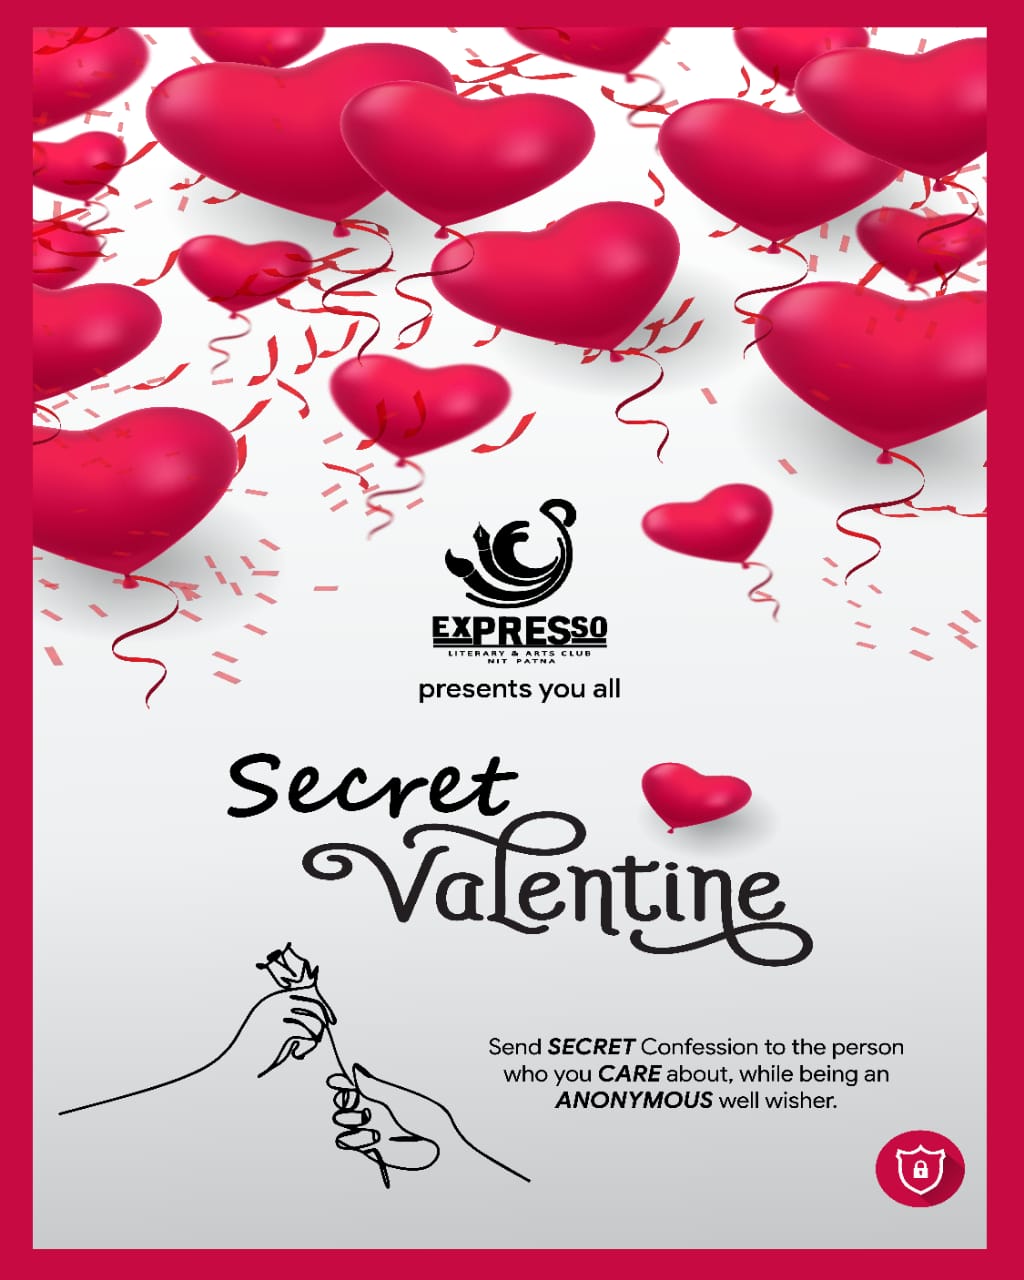 EXPRESSO
LITERARY & ARTS CLUB
NIT PATNA
presents you all
Secret
Valentine
Send SECRET Confession to the person
who you CARE about, while being an
ANONYMOUS well wisher.